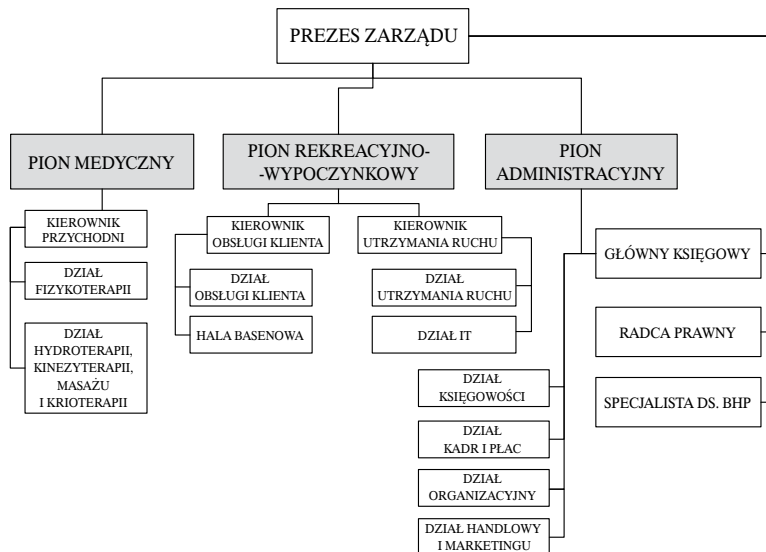 PREZES ZARZĄDU
PION MEDYCZNY
PION REKREACYJNO-
-WYPOCZYNKOWY
PION
ADMINISTRACYJNY
KIEROWNIK
PRZYCHODNI
DZIAŁ
FIZYKOTERAPII
DZIAŁ
HYDROTERAPII,
KINEZYTERAPII,
MASAŻU
I KRIOTERAPII
KIEROWNIK
OBSŁUGI KLIENTA
DZIAŁ
OBSŁUGI KLIENTA
HALA BASENOWA
KIEROWNIK
UTRZYMANIA RUCHU
DZIAŁ
UTRZYMANIA RUCHU
DZIAŁ IT
GŁÓWNY KSIĘGOWY
RADCA PRAWNY
SPECJALISTA DS. BHP
DZIAŁ
KSIĘGOWOŚCI
DZIAŁ
KADR I PŁAC
DZIAŁ
ORGANIZACYJNY
DZIAŁ HANDLOWY
I MARKETINGU